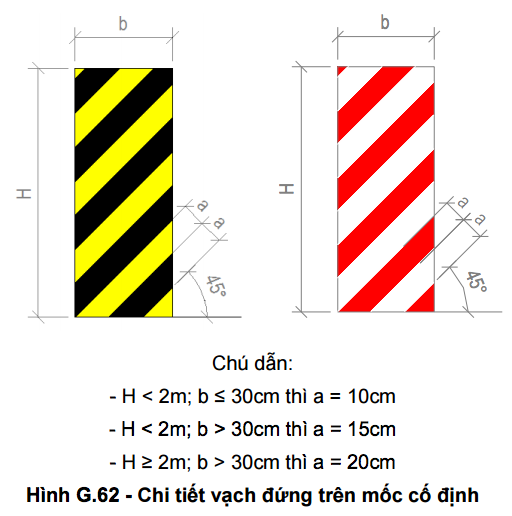 b
b
H
H
a
a
45°
a
a
45°
Chú dẫn:
- H < 2m; b ≤ 30cm thì a = 10cm
- H < 2m; b > 30cm thì a = 15cm
- H ≥ 2m; b > 30cm thì a = 20cm
Hình G.62 - Chi tiết vạch đứng trên mốc cố định